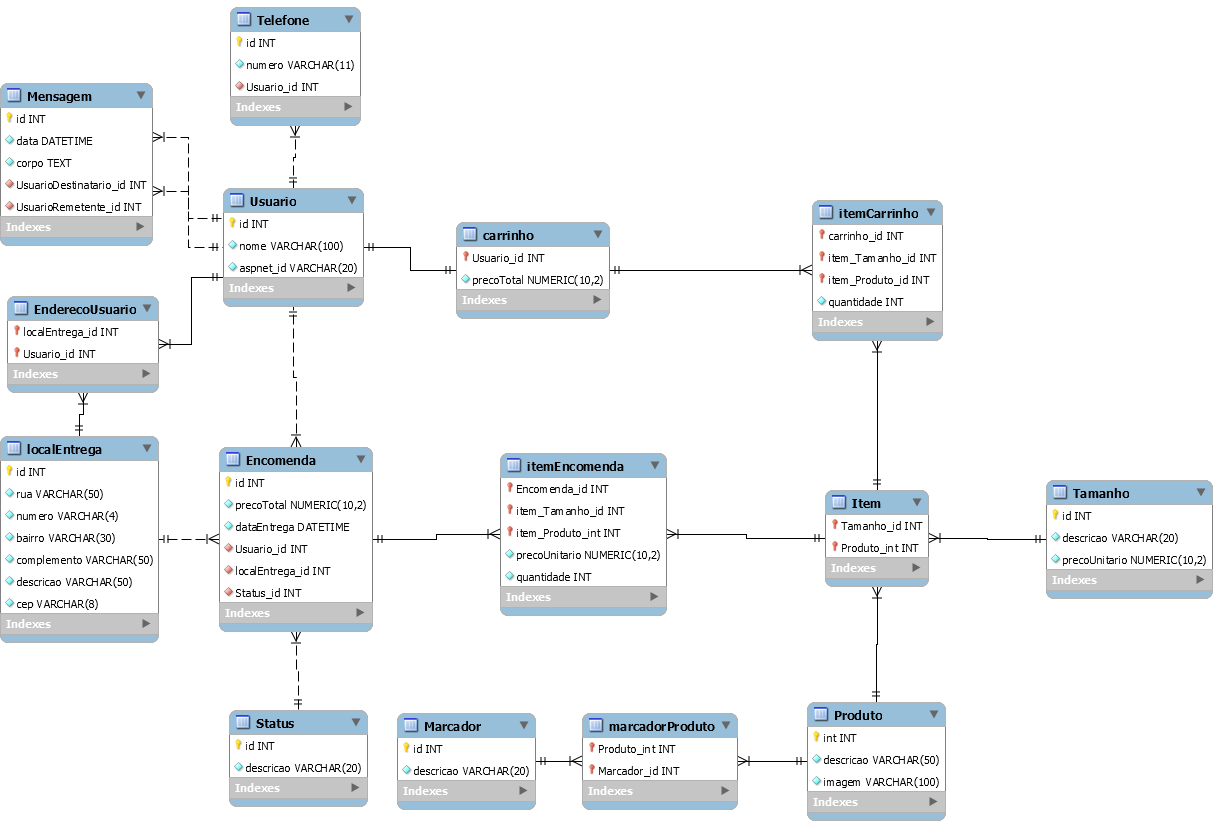 Telefone
id INT
numero VARCHAR(11)
Usuario_id INT
Indexes
Mensagem
id INT
data DATETIME
corpo TEXT
UsuarioDestinatario_id INT
UsuarioRemetente_id INT
Indexes
Usuario
id INT
nome VARCHAR(100)
aspnet_id VARCHAR(20)
Indexes
carrinho
Usuario_id INT
precoTotal NUMERIC(10,2)
Indexes
itemCarrinho
carrinho_id INT
item_Tamanho_id INT
item_Produto_id INT
quantidade INT
Indexes
EnderecoUsuario
localEntrega_id INT
Usuario_id INT
Indexes
localEntrega
id INT
rua VARCHAR(50)
numero VARCHAR(4)
bairro VARCHAR(30)
complemento VARCHAR(50)
descricao VARCHAR(50)
cep VARCHAR(8)
Indexes
Encomenda
id INT
precoTotal NUMERIC(10,2)
dataEntrega DATETIME
Usuario_id INT
localEntrega_id INT
Status_id INT
Indexes
itemEncomenda
Encomenda_id INT
item_Tamanho_id INT
item_Produto_int INT
precoUnitario NUMERIC(10,2)
quantidade INT
Indexes
Item
Tamanho_id INT
Produto_int INT
Indexes
Tamanho
id INT
descricao VARCHAR(20)
precoUnitario NUMERIC(10,2)
Indexes
Status
id INT
descricao VARCHAR(20)
Indexes
Marcador
id INT
descricao VARCHAR(20)
Indexes
marcadorProduto
Produto_int INT
Marcador_id INT
Indexes
Produto
int INT
descricao VARCHAR(50)
imagem VARCHAR(100)
Indexes